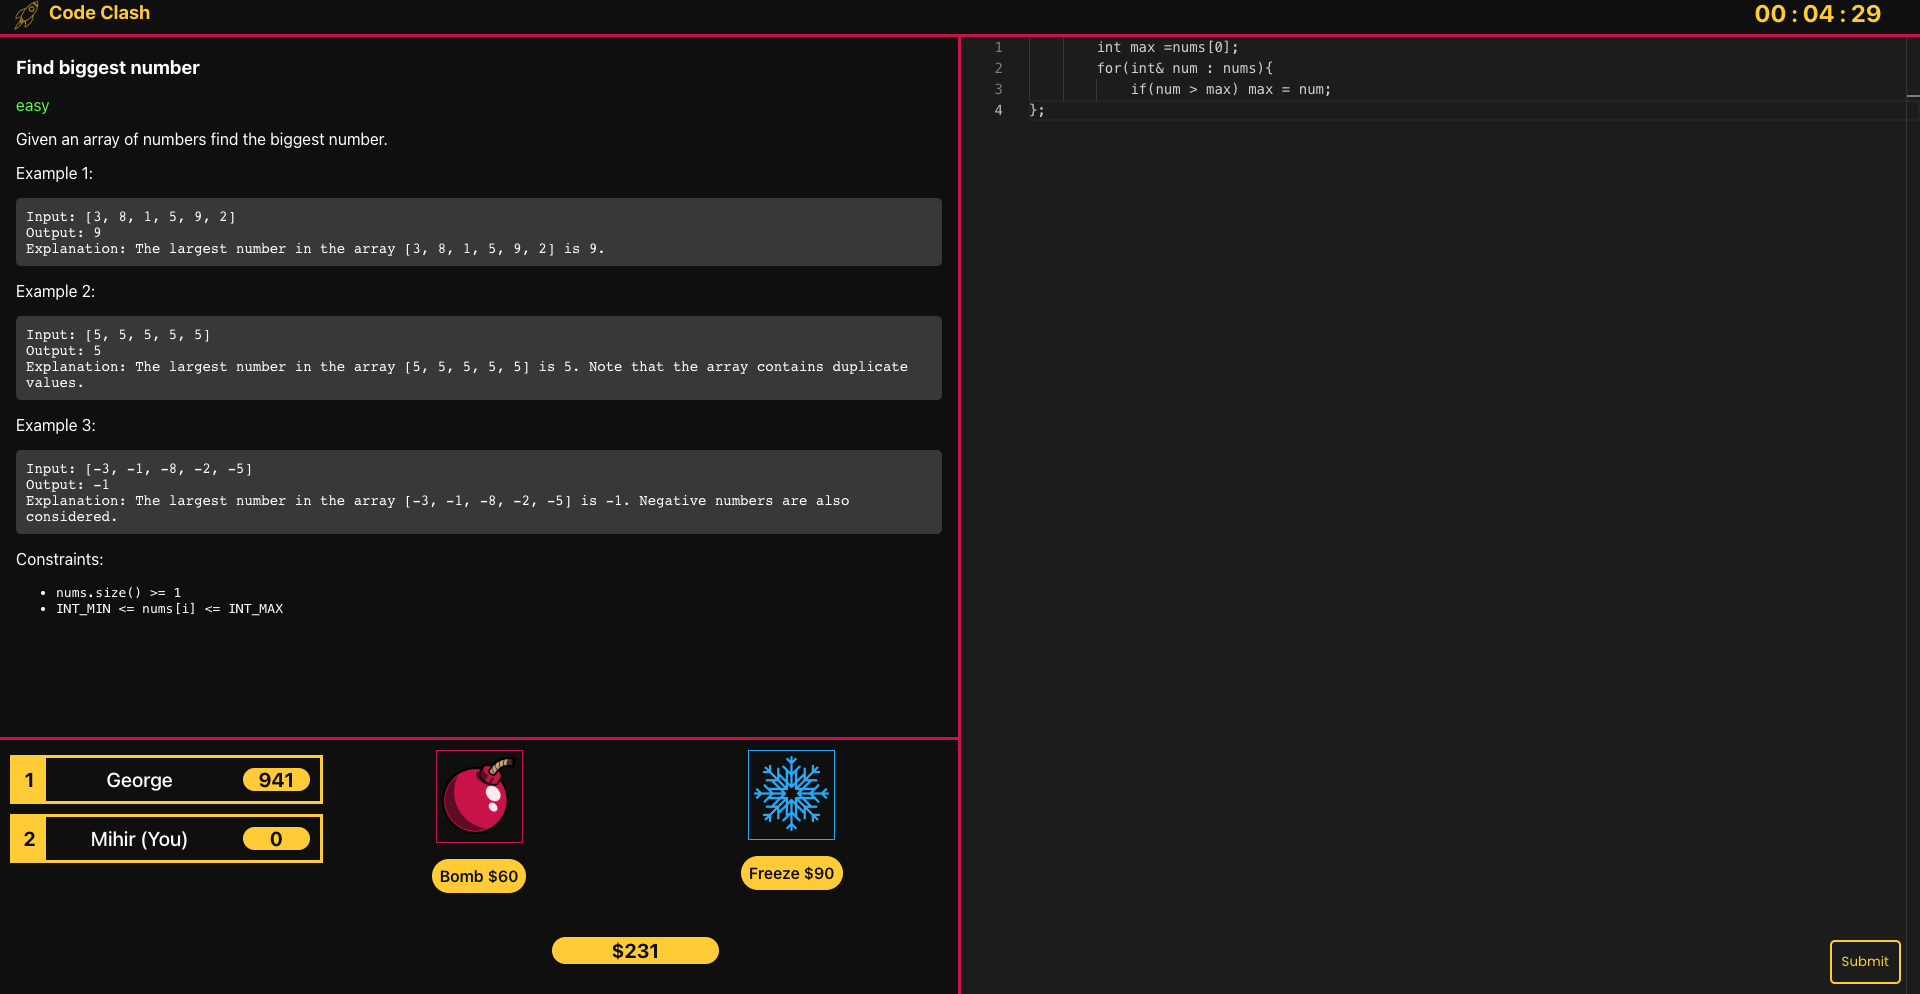 Code Clash
00 : 04 : 29
Find biggest number
easy
Given an array of numbers find the biggest number.
Example 1:
Input: [3, 8, 1, 5, 9, 2]
Output: 9
Explanation: The largest number in the array [3, 8, 1, 5, 9, 2] is 9.
Example 2:
Input: [5, 5, 5, 5, 5]
Output: 5
Explanation: The largest number in the array [5, 5, 5, 5, 5] is 5. Note that the array contains duplicate
values.
Example 3:
Input: [-3, -1, -8, -2, -5]
Output: -1
Explanation: The largest number in the array [-3, -1, -8, -2, -5] is -1. Negative numbers are also
considered.
Constraints:
• nums.size() >= 1
• INT_MIN <= nums[i] <= INT_MAX
1 George 941
2 Mihir (You) 0
Bomb $60
Freeze $90
$231
1 int max =nums[0];
2 for(int& num : nums){
3 if(num > max) max = num;
4 };
Submit